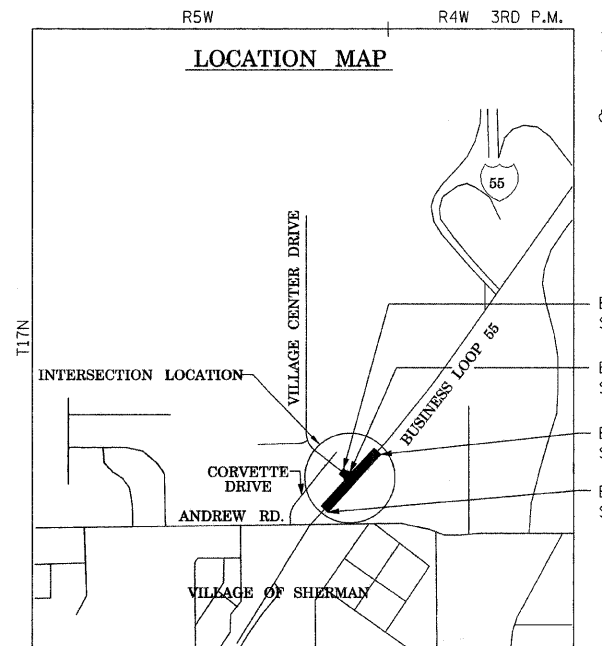 R5W
R4W 3RD P.M.
LOCATION MAP
55
VILLAGE CENTER DRIVE
T17N
BUSINESS LOOP 55
INTERSECTION LOCATION
CORVETTE
DRIVE
ANDREW RD.
VILLAGE OF SHERMAN